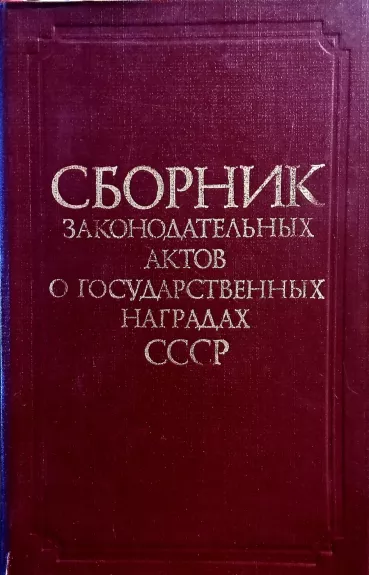 СБОРНИК
ЗАКОНОДАТЕЛЬНЫХ
АКТОВ
О ГОСУДАРСТВЕННЫХ
НАГРАДАХ
СССР